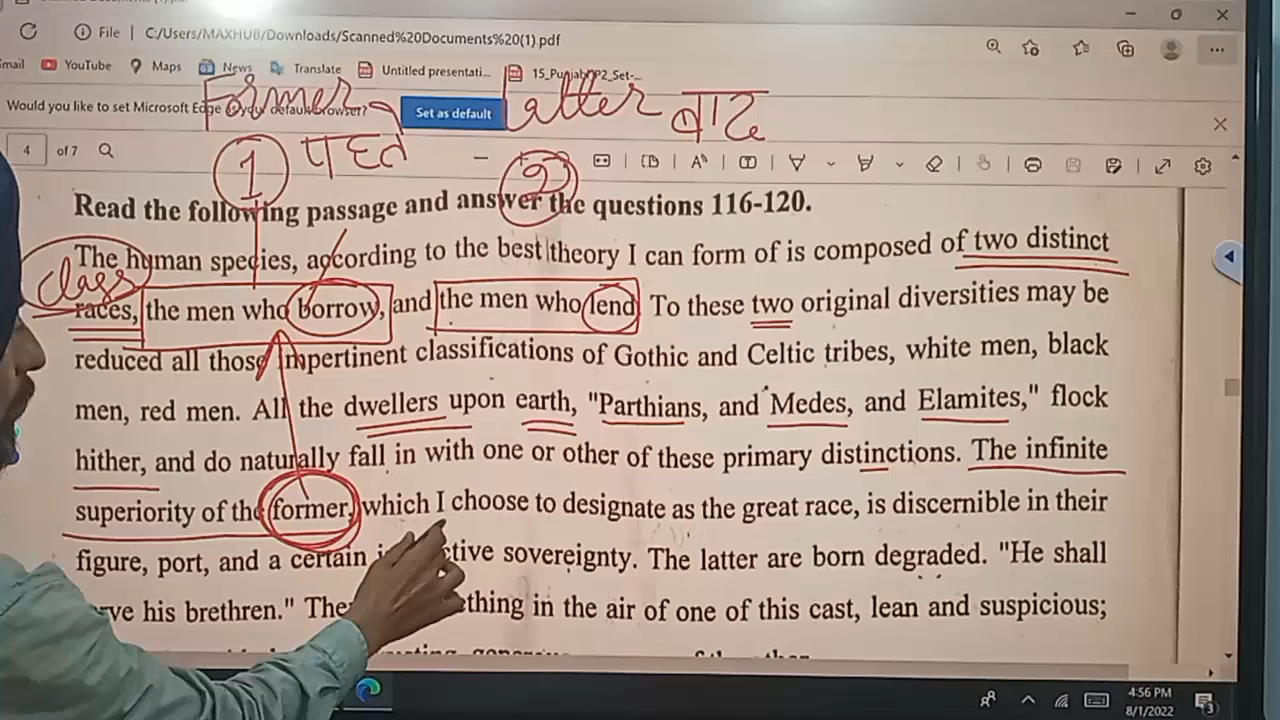 File | C:/Users/MAXHUB/Downloads/Scanned%20Documents%20(1).pdf
mail YouTube Maps News Translate Untitled presentati... 15_Punjab P2_Set-...
Former latter बाद
Would you like to set Microsoft Edge as your default browser? Set as default
4 of 7
1 2
Read the following passage and answer the questions 116-120.
The human species, according to the best theory I can form of is composed of two distinct
class
races, the men who borrow, and the men who lend. To these two original diversities may be
reduced all those impertinent classifications of Gothic and Celtic tribes, white men, black
men, red men. All the dwellers upon earth, "Parthians, and Medes, and Elamites," flock
hither, and do naturally fall in with one or other of these primary distinctions. The infinite
superiority of the former, which I choose to designate as the great race, is discernible in their
figure, port, and a certain sovereignty. The latter are born degraded. "He shall
his brethren." in the air of one of this cast, lean and suspicious;
4:56 PM
8/1/2022
3